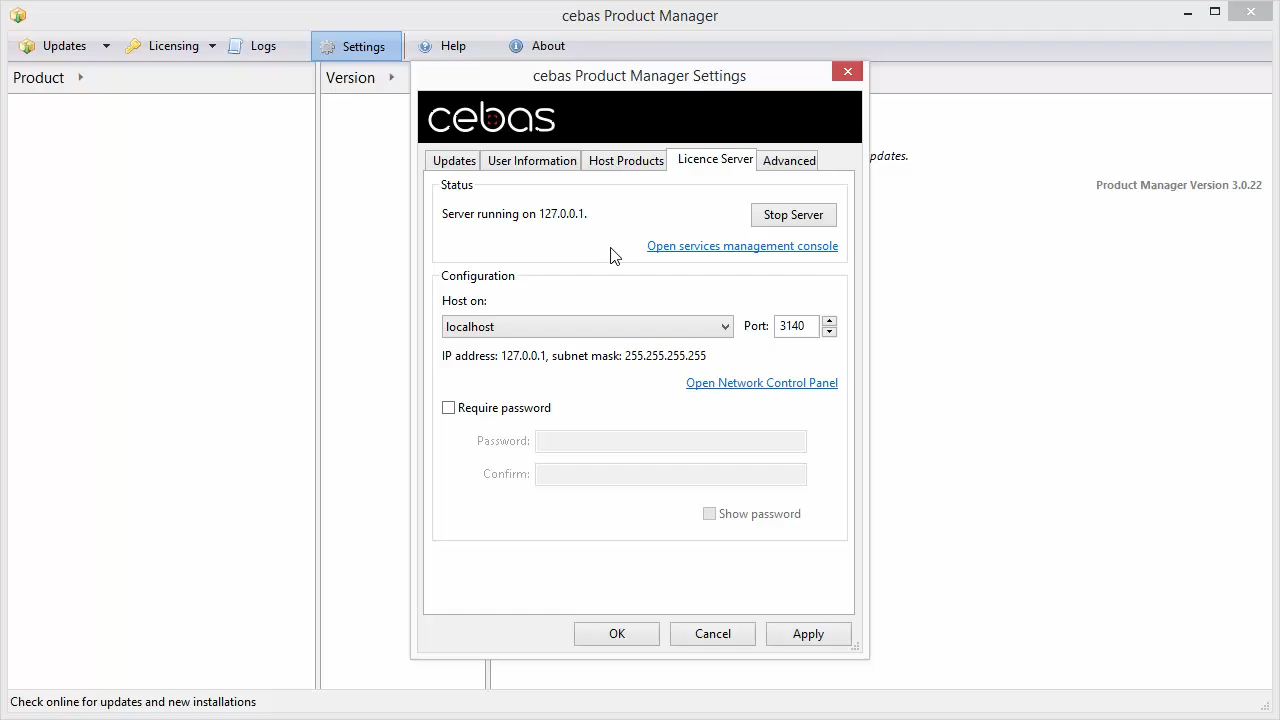 cebas Product Manager
Updates Licensing Logs Settings Help About
Product Version
cebas Product Manager Settings
cebas
Updates User Information Host Products Licence Server Advanced
pdates.
Product Manager Version 3.0.22
Status
Server running on 127.0.0.1.
Stop Server
Open services management console
Configuration
Host on:
localhost Port: 3140
IP address: 127.0.0.1, subnet mask: 255.255.255.255
Open Network Control Panel
Require password
Password:
Confirm:
Show password
OK Cancel Apply
Check online for updates and new installations